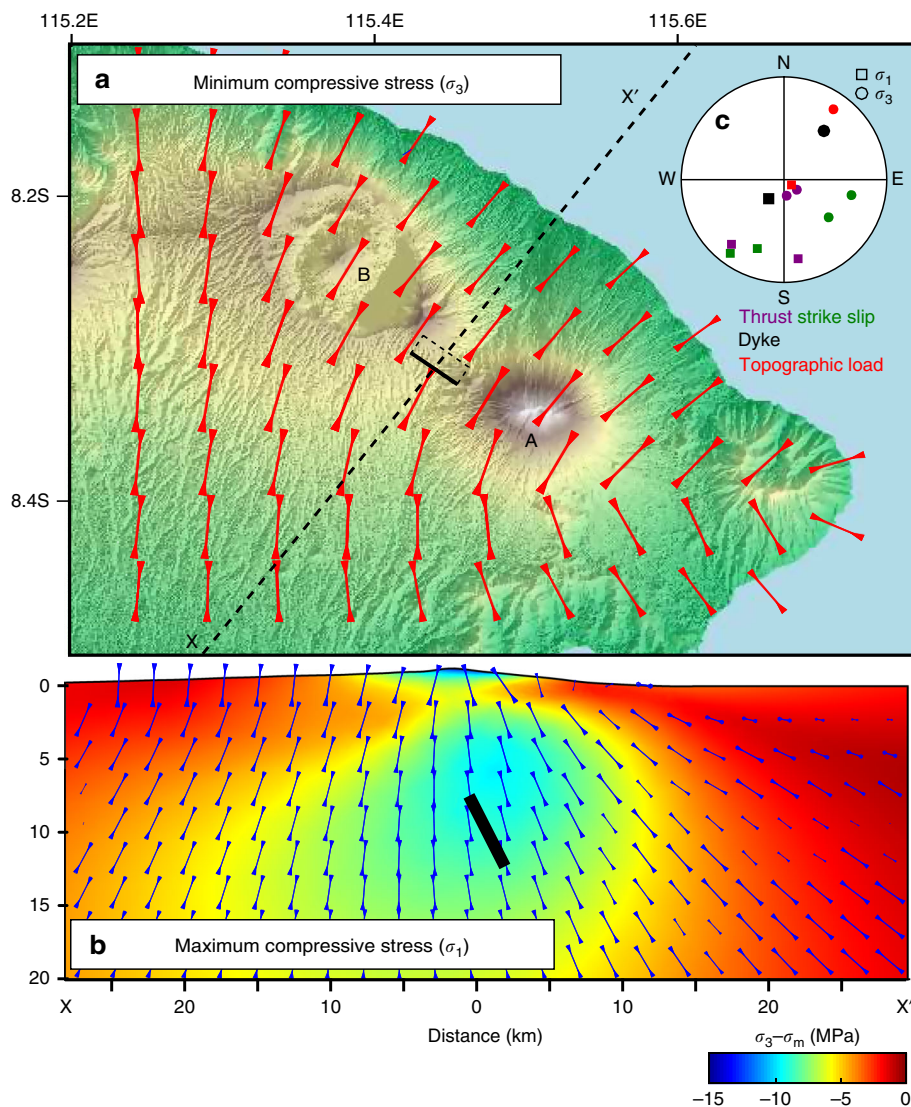 115.2E 115.4E 115.6E
a Minimum compressive stress (σ3)
X′
N
σ1
σ3
c
W E
8.2S
B
S
Thrust strike slip
Dyke
Topographic load
A
8.4S
X
0
5
10
15
20
b Maximum compressive stress (σ1)
X 20 10 0 10 20 X′
Distance (km)
σ3–σm (MPa)
–15 –10 –5 0